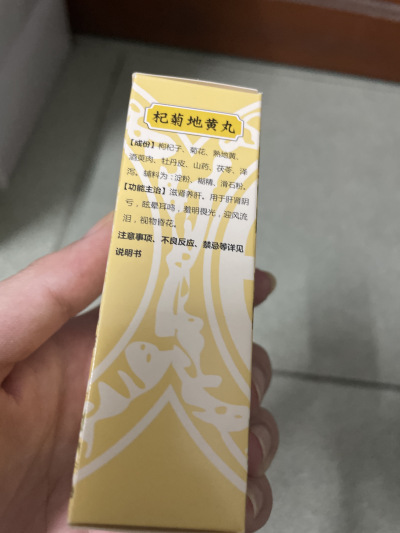 杞菊地黄丸
【成份】枸杞子、菊花、熟地黄、
酒萸肉、牡丹皮、山药、茯苓、泽
泻。辅料为:淀粉、糊精、滑石粉。
【功能主治】滋肾养肝。用于肝肾阴
亏，眩晕耳鸣，羞明畏光，迎风流
泪，视物昏花。
注意事项、不良反应、禁忌等详见
说明书